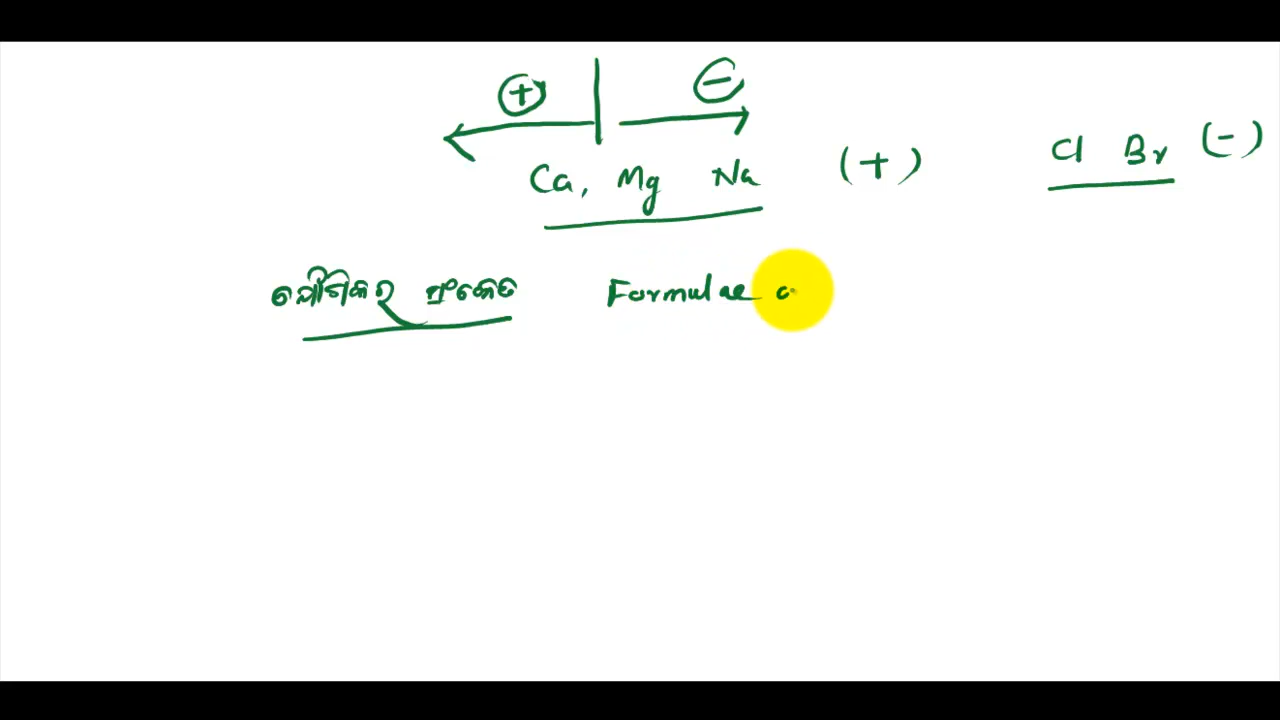 (+) (-)
Ca, Mg Na (+) Cl Br (-)
ଯୌଗିକର ସଂକେତ Formulae